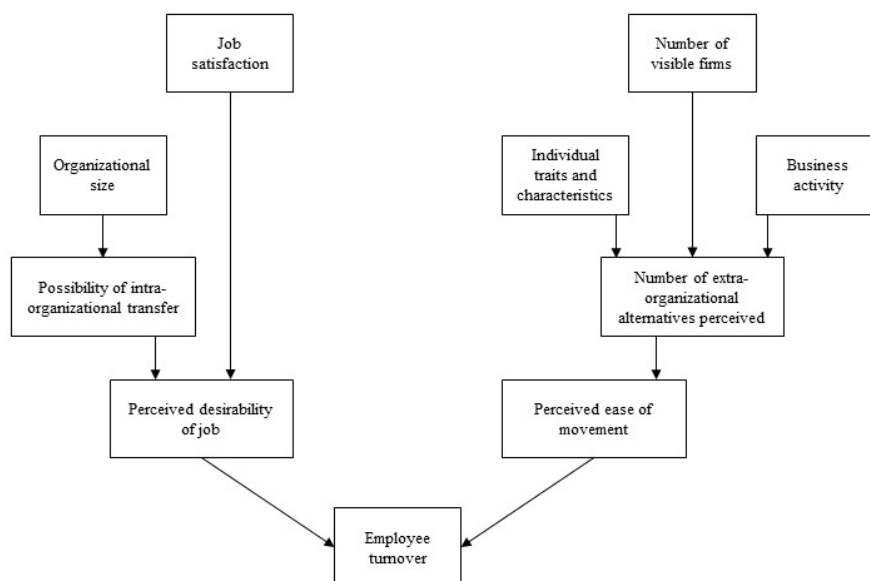 Job
satisfaction
Number of
visible firms
Organizational
size
Individual
traits and
characteristics
Business
activity
Possibility of intra-
organizational transfer
Number of extra-
organizational
alternatives perceived
Perceived desirability
of job
Perceived ease of
movement
Employee
turnover